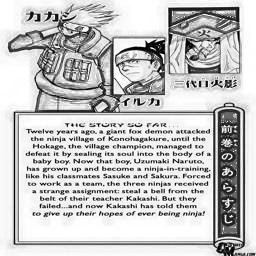 カカシ
イルカ
三代目火影
火
前巻のあらすじ
THE STORY SO FAR...
Twelve years ago, a giant fox demon attacked
the ninja village of Konohagakure, until the
Hokage, the village champion, managed to
defeat it by sealing its soul into the body of a
baby boy. Now that boy, Uzumaki Naruto,
has grown up and become a ninja-in-training,
like his classmates Sasuke and Sakura. Forced
to work as a team, the three ninjas received
a strange assignment: steal a bell from the
belt of their teacher Kakashi. But they
failed...and now Kakashi has told them
to give up their hopes of ever being ninja!